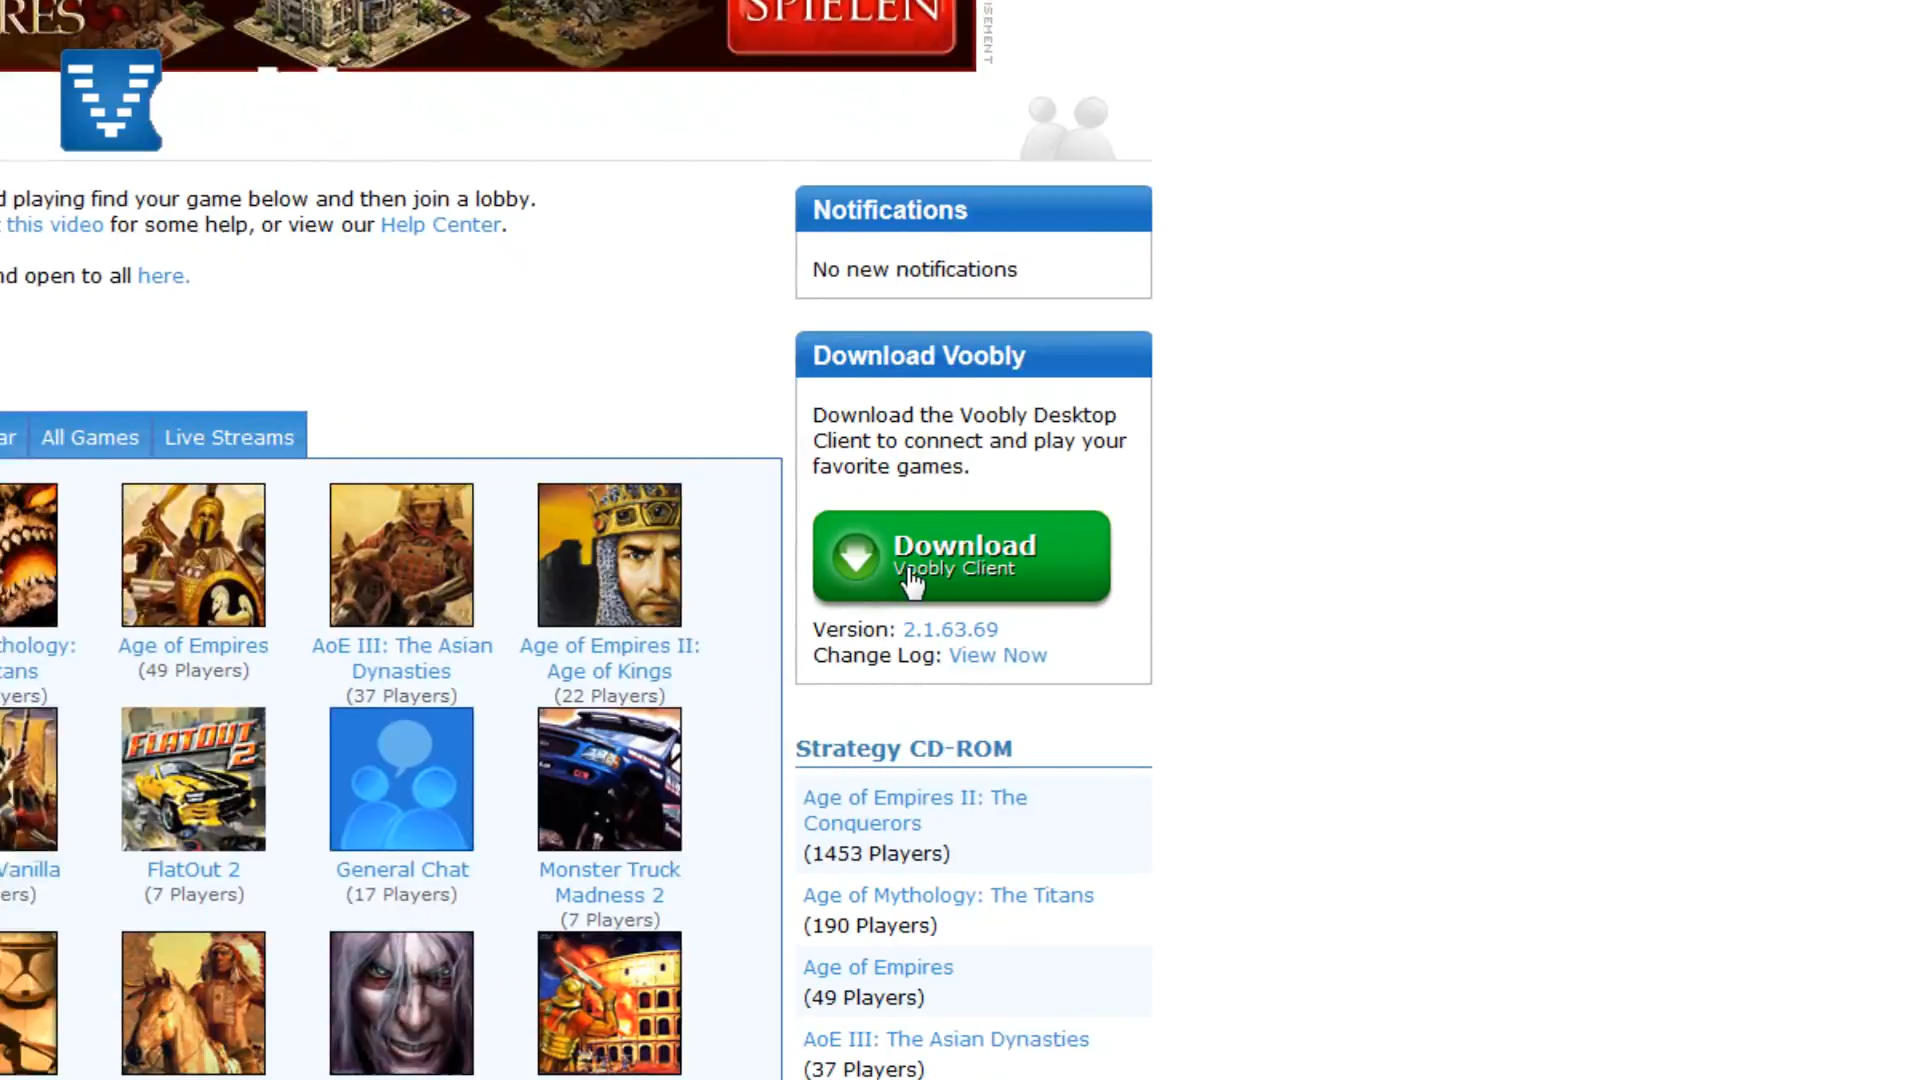 RES
SPIELEN
d playing find your game below and then join a lobby.
this video for some help, or view our Help Center.
nd open to all here.
Notifications
No new notifications
Download Voobly
Download the Voobly Desktop
Client to connect and play your
favorite games.
Download
Voobly Client
Version: 2.1.63.69
Change Log: View Now
ar
All Games
Live Streams
thology:
tans
yers)
Age of Empires
(49 Players)
AoE III: The Asian
Dynasties
(37 Players)
Age of Empires II:
Age of Kings
(22 Players)
Vanilla
ers)
FLATOUT
2
FlatOut 2
(7 Players)
General Chat
(17 Players)
Monster Truck
Madness 2
(7 Players)
Strategy CD-ROM
Age of Empires II: The
Conquerors
(1453 Players)
Age of Mythology: The Titans
(190 Players)
Age of Empires
(49 Players)
AoE III: The Asian Dynasties
(37 Players)